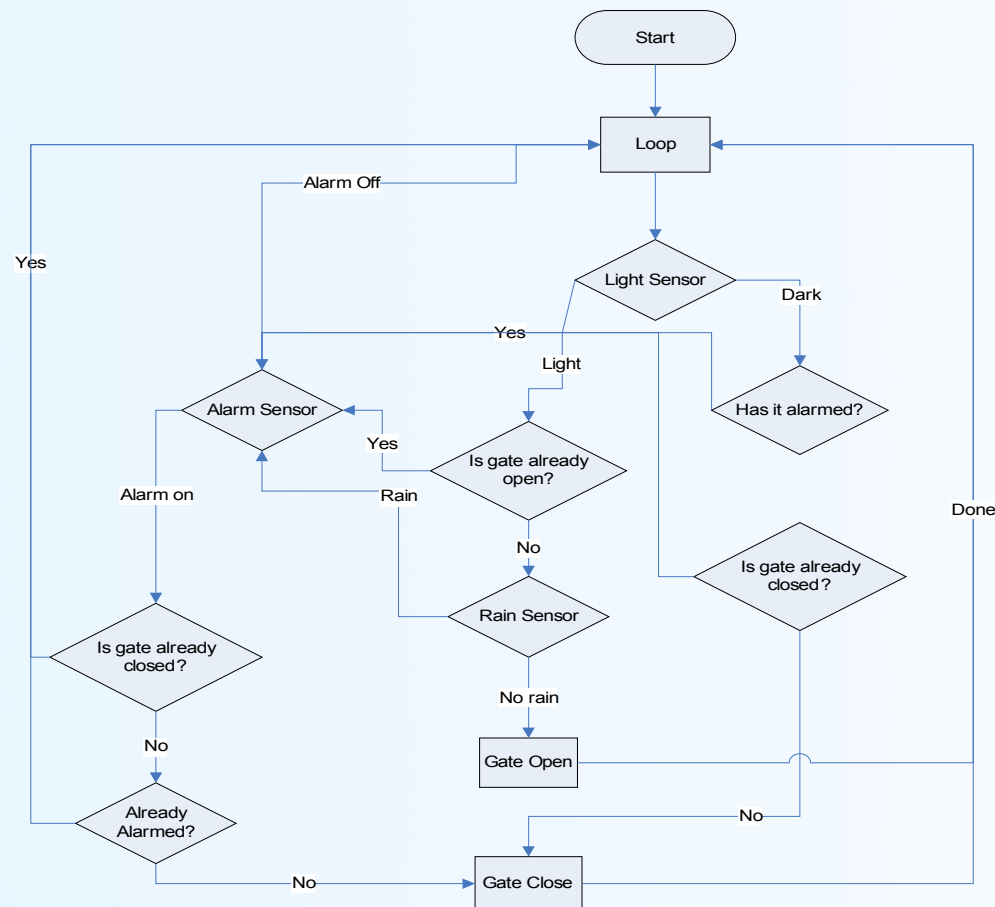 Start
Loop
Alarm Off
Yes
Light Sensor
Dark
Yes
Light
Alarm Sensor
Has it alarmed?
Yes
Is gate already
open?
Alarm on
Rain
Done
No
Is gate already
closed?
Rain Sensor
Is gate already
closed?
No rain
No
Gate Open
Already
Alarmed?
No
No
Gate Close